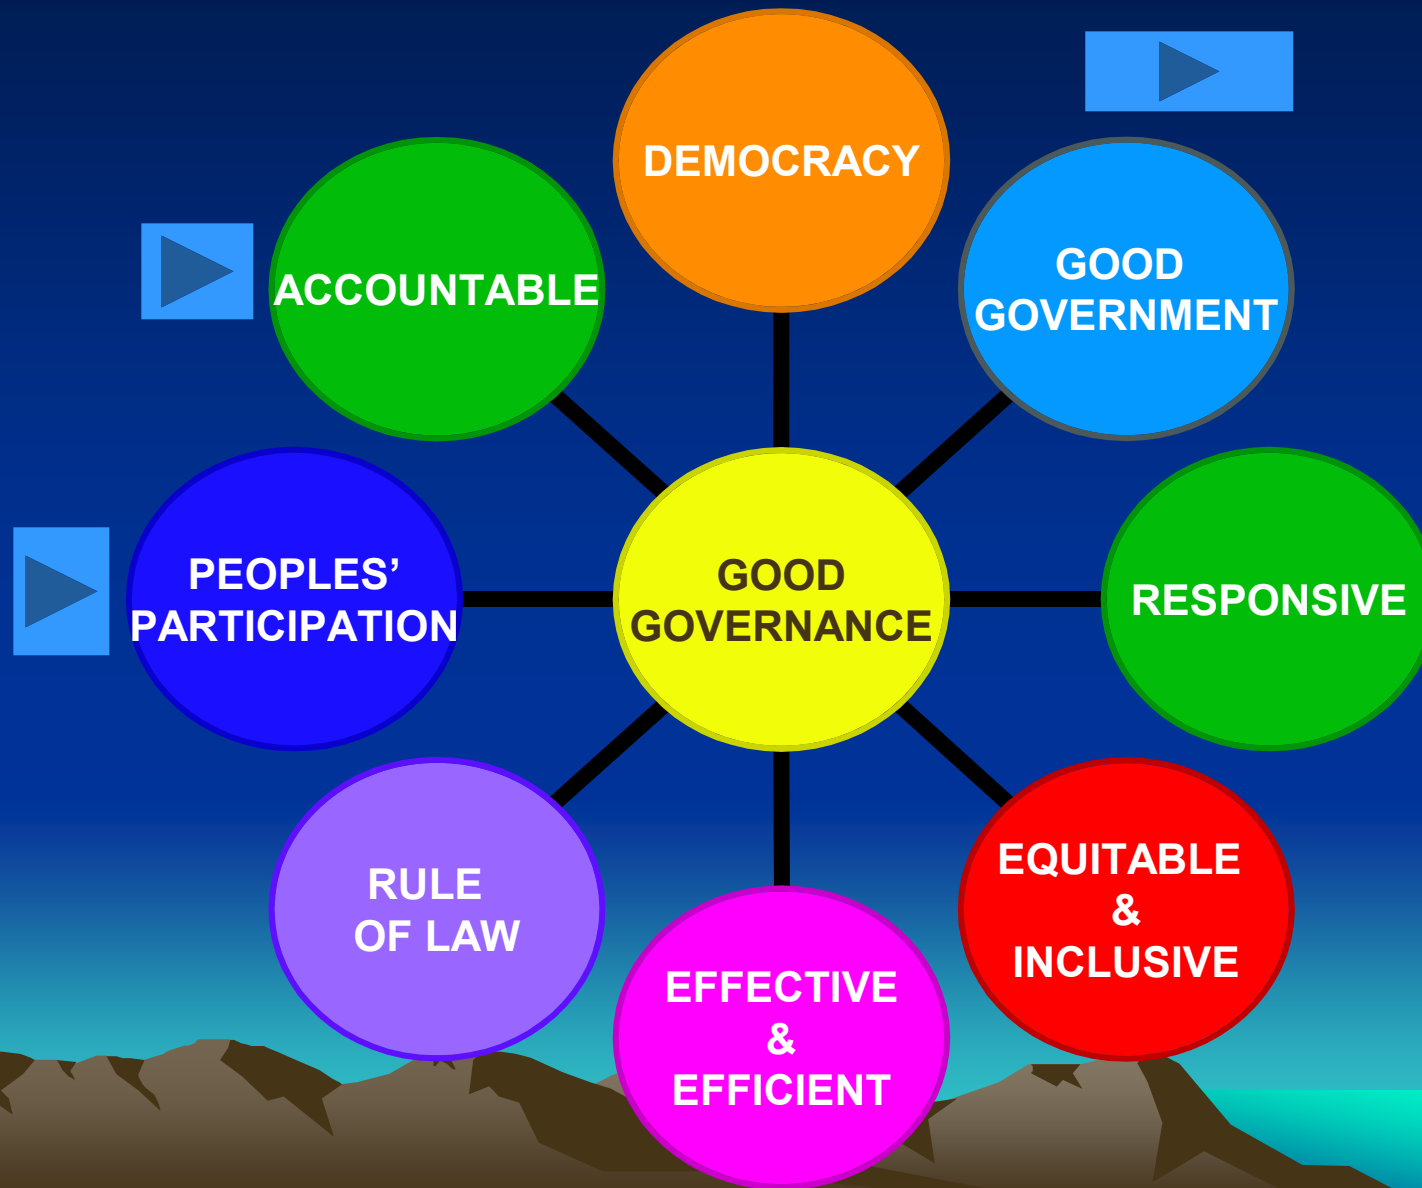 DEMOCRACY
GOOD
GOVERNMENT
RESPONSIVE
EQUITABLE
&
INCLUSIVE
EFFECTIVE
&
EFFICIENT
RULE
OF LAW
PEOPLES’
PARTICIPATION
ACCOUNTABLE
GOOD
GOVERNANCE